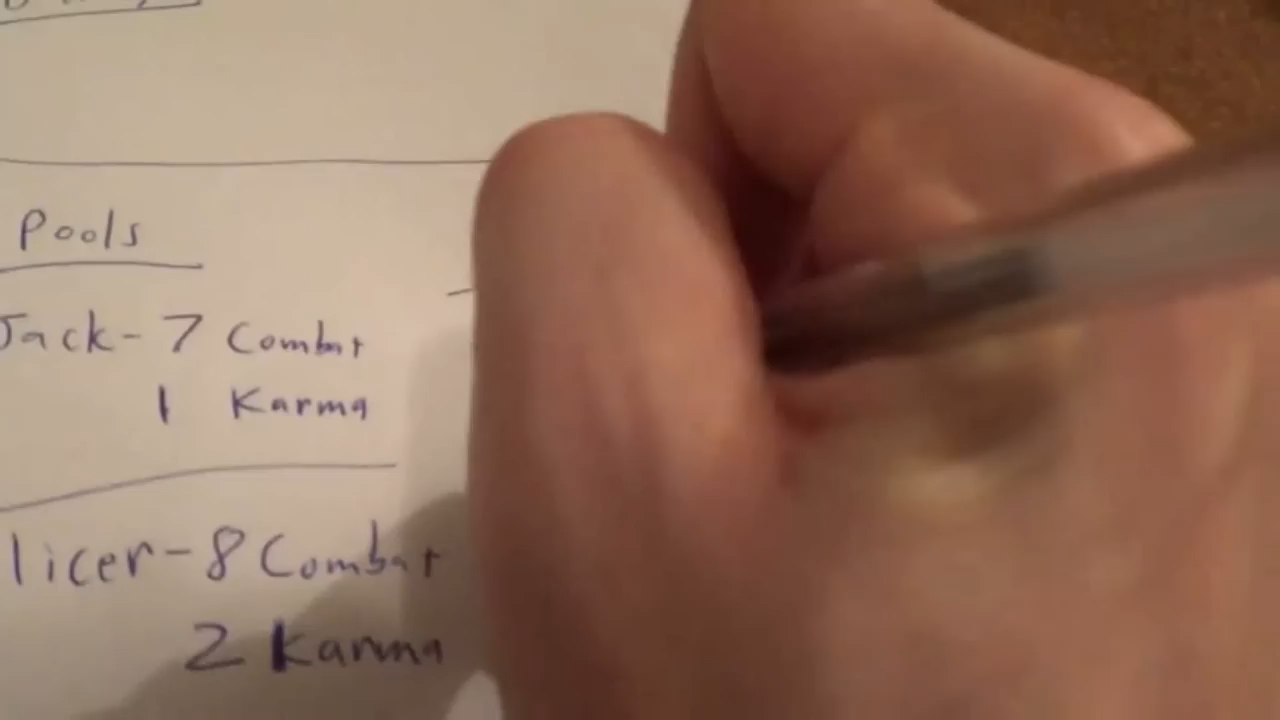 Pools
Jack- 7 Combat
1 Karma
licer-8 Combat
2 Karma